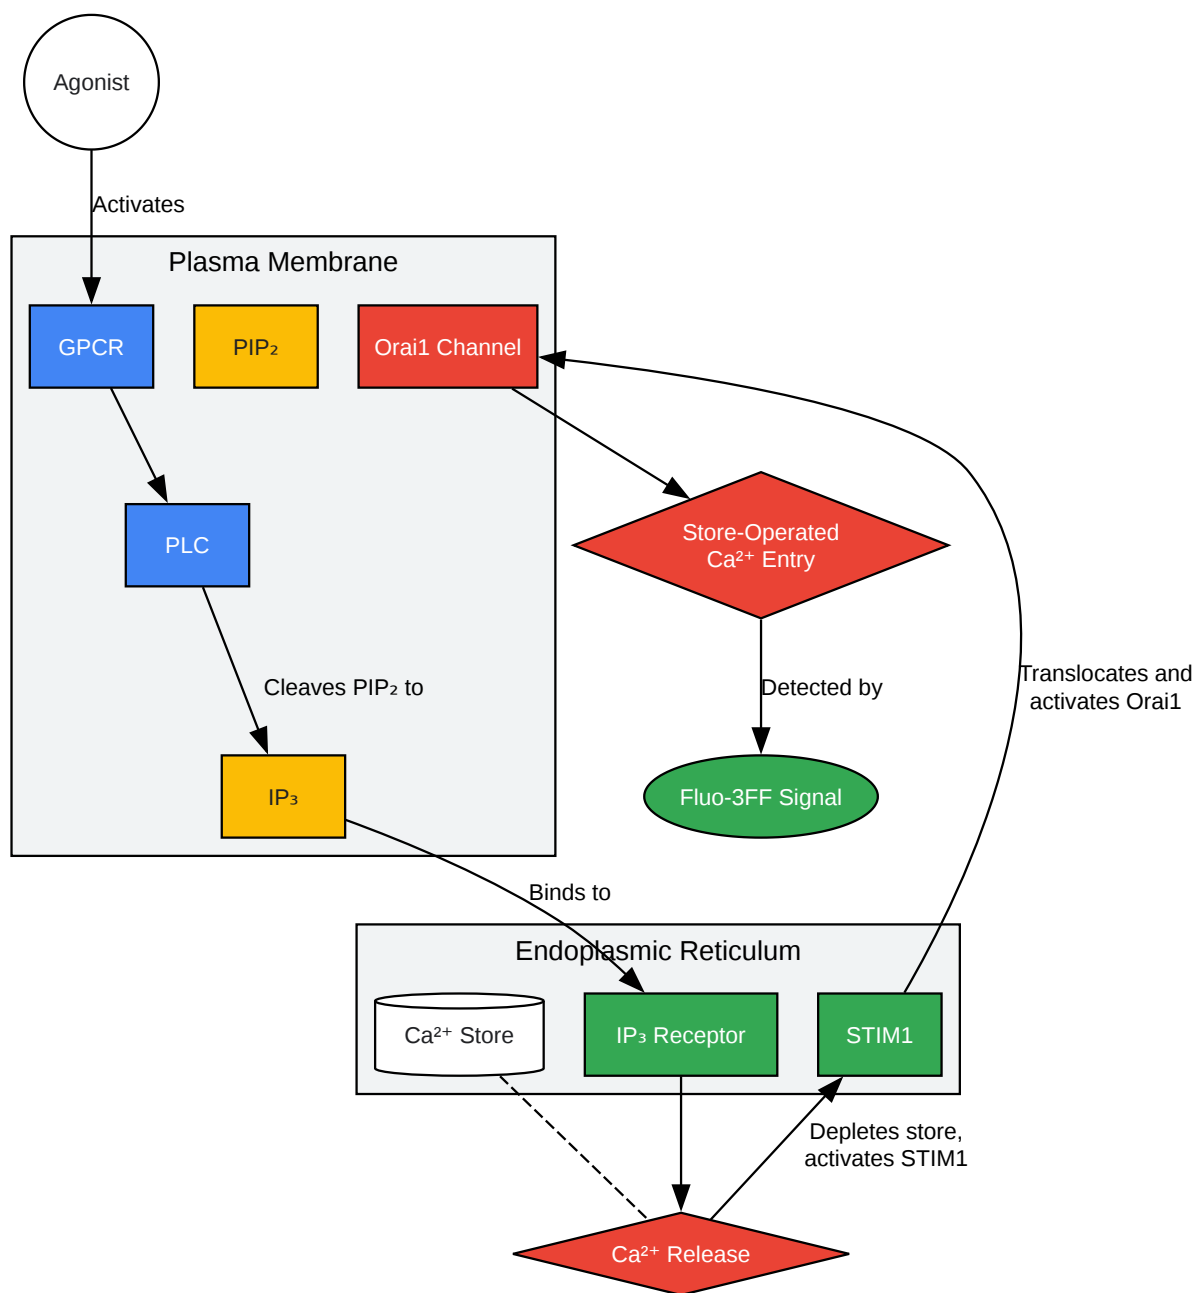 Agonist
Activates
Plasma Membrane
GPCR
PIP₂
Orai1 Channel
PLC
Store-Operated
Ca²⁺ Entry
Cleaves PIP₂ to
Detected by
Translocates and
activates Orai1
IP₃
Fluo-3FF Signal
Binds to
Endoplasmic Reticulum
Ca²⁺ Store
IP₃ Receptor
STIM1
Depletes store,
activates STIM1
Ca²⁺ Release